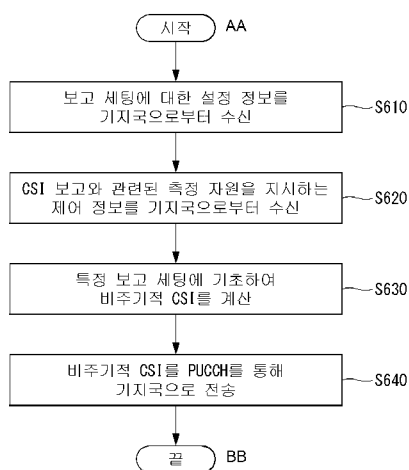 시작 AA
보고 세팅에 대한 설정 정보를
기지국으로부터 수신
S610
CSI 보고와 관련된 측정 자원을 지시하는
제어 정보를 기지국으로부터 수신
S620
특정 보고 세팅에 기초하여
비주기적 CSI를 계산
S630
비주기적 CSI를 PUCCH를 통해
기지국으로 전송
S640
끝 BB